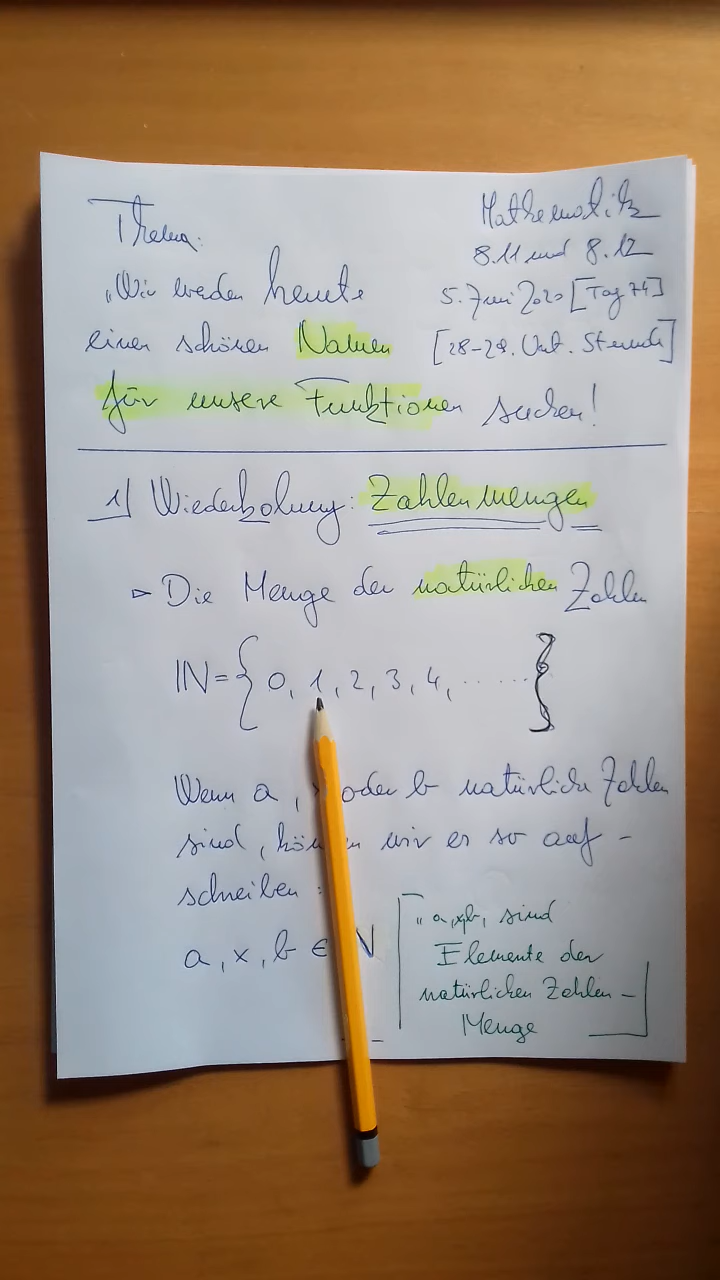 Thema:
„Wir werden heute
einen schönen Namen
für unsere Funktionen suchen!
Mathematik
8.11 und 8.12
5. Juni 2020 [Tag 74]
[28-29. Unt. Stunde]
1) Wiederholung: Zahlenmengen
▻ Die Menge der natürlichen Zahlen
IN = { 0, 1, 2, 3, 4, ...... }
Wenn a, oder b natürliche Zahlen
sind, wir es so auf-
schreiben:
a, x, b ∈
„a,x,b, sind
Elemente der
natürlichen Zahlen-
Menge